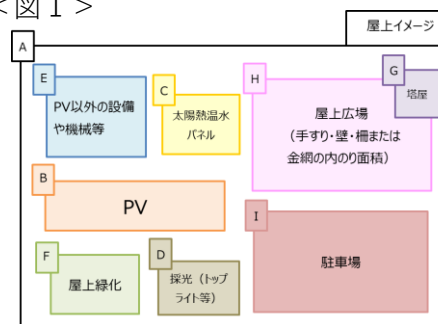 <図1>
屋上イメージ
A
E
PV以外の設備
や機械等
C
太陽熱温水
パネル
H
屋上広場
(手すり・壁・柵または
金網の内のり面積)
G
塔屋
B
PV
I
駐車場
F
屋上緑化
D
採光(トップ
ライト等)